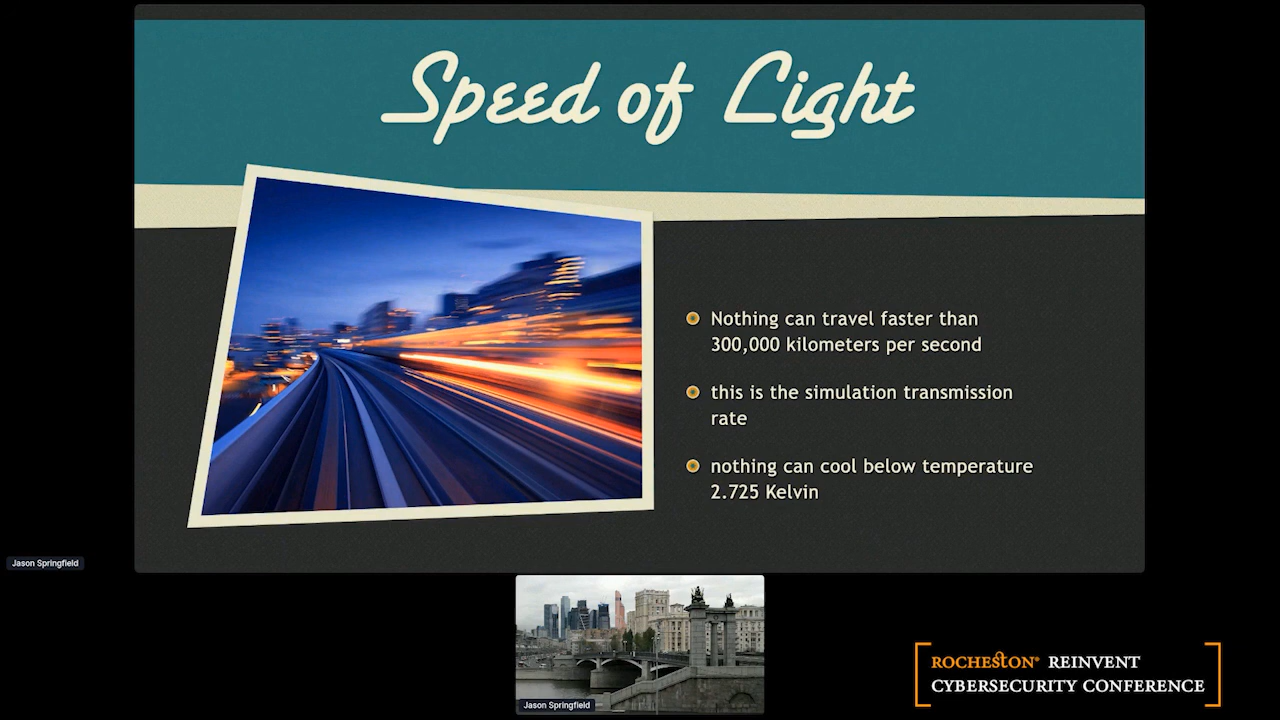 Speed of Light
Nothing can travel faster than
300,000 kilometers per second
this is the simulation transmission
rate
nothing can cool below temperature
2.725 Kelvin
Jason Springfield
Jason Springfield
ROCHESTON® REINVENT
CYBERSECURITY CONFERENCE